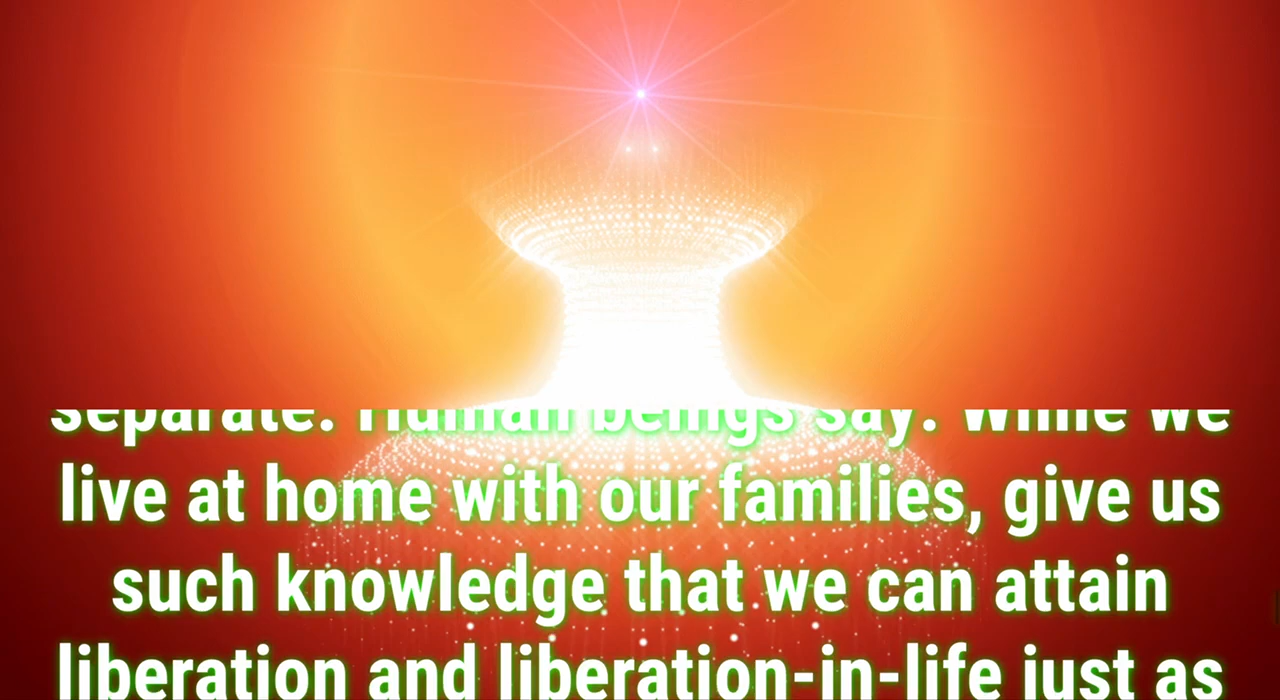 separate. Human beings say: While we
live at home with our families, give us
such knowledge that we can attain
liberation and liberation-in-life just as